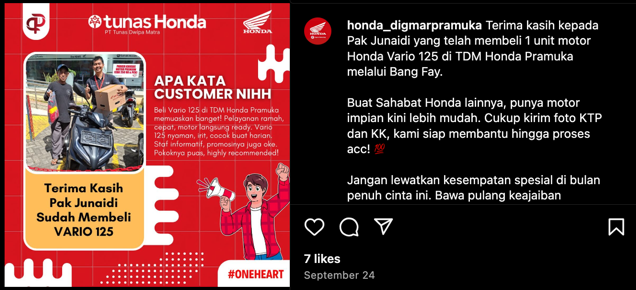 tunas Honda
PT Tunas Dwipa Matra
HONDA
APA KATA
CUSTOMER NIHH
Beli Vario 125 di TDM Honda Pramuka
memuaskan banget! Pelayanan ramah,
cepat, motor langsung ready. Vario
125 nyaman, irit, cocok buat harian.
Staf informatif, promosinya juga oke.
Pokoknya puas, highly recommended!
Terima Kasih
Pak Junaidi
Sudah Membeli
VARIO 125
#ONEHEART
honda_digmarpramuka Terima kasih kepada
Pak Junaidi yang telah membeli 1 unit motor
Honda Vario 125 di TDM Honda Pramuka
melalui Bang Fay.
Buat Sahabat Honda lainnya, punya motor
impian kini lebih mudah. Cukup kirim foto KTP
dan KK, kami siap membantu hingga proses
acc! 💯
Jangan lewatkan kesempatan spesial di bulan
penuh cinta ini. Bawa pulang keajaiban
7 likes
September 24